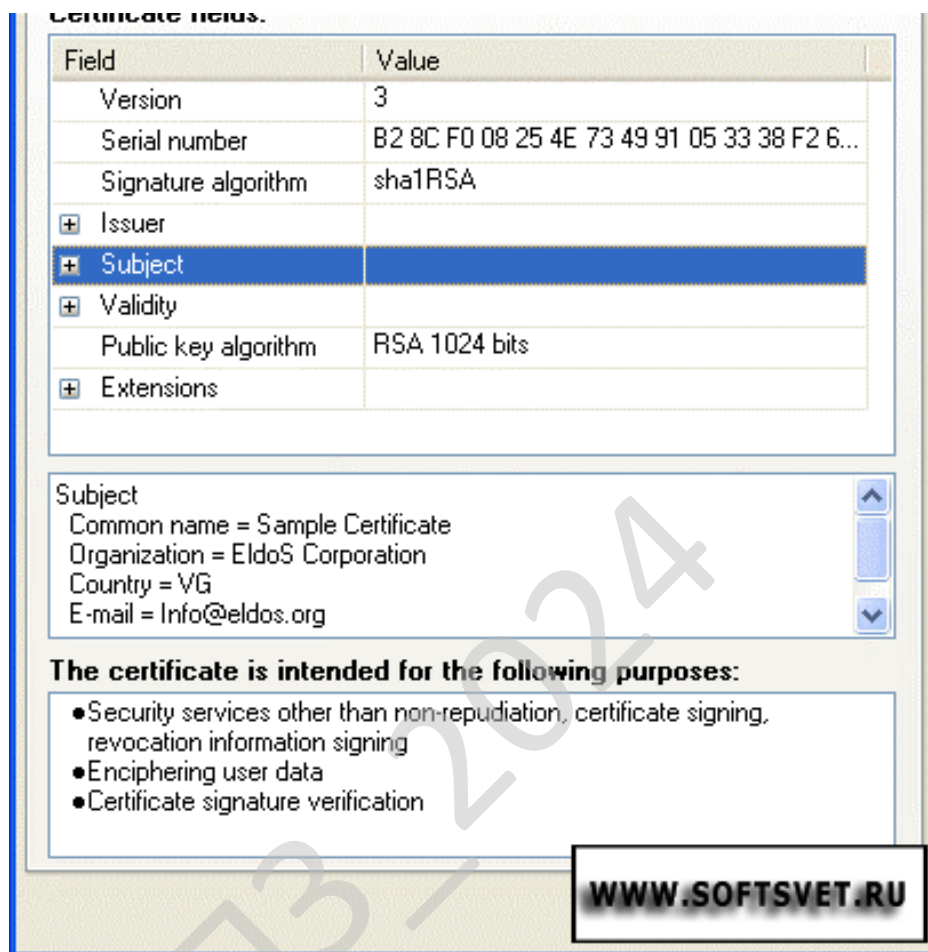 Certificate fields:
Field Value
Version 3
Serial number B2 8C F0 08 25 4E 73 49 91 05 33 38 F2 6...
Signature algorithm sha1RSA
Issuer
Subject
Validity
Public key algorithm RSA 1024 bits
Extensions
Subject
Common name = Sample Certificate
Organization = EldoS Corporation
Country = VG
E-mail = Info@eldos.org
The certificate is intended for the following purposes:
●Security services other than non-repudiation, certificate signing,
revocation information signing
●Enciphering user data
●Certificate signature verification
WWW.SOFTSVET.RU
73_2024